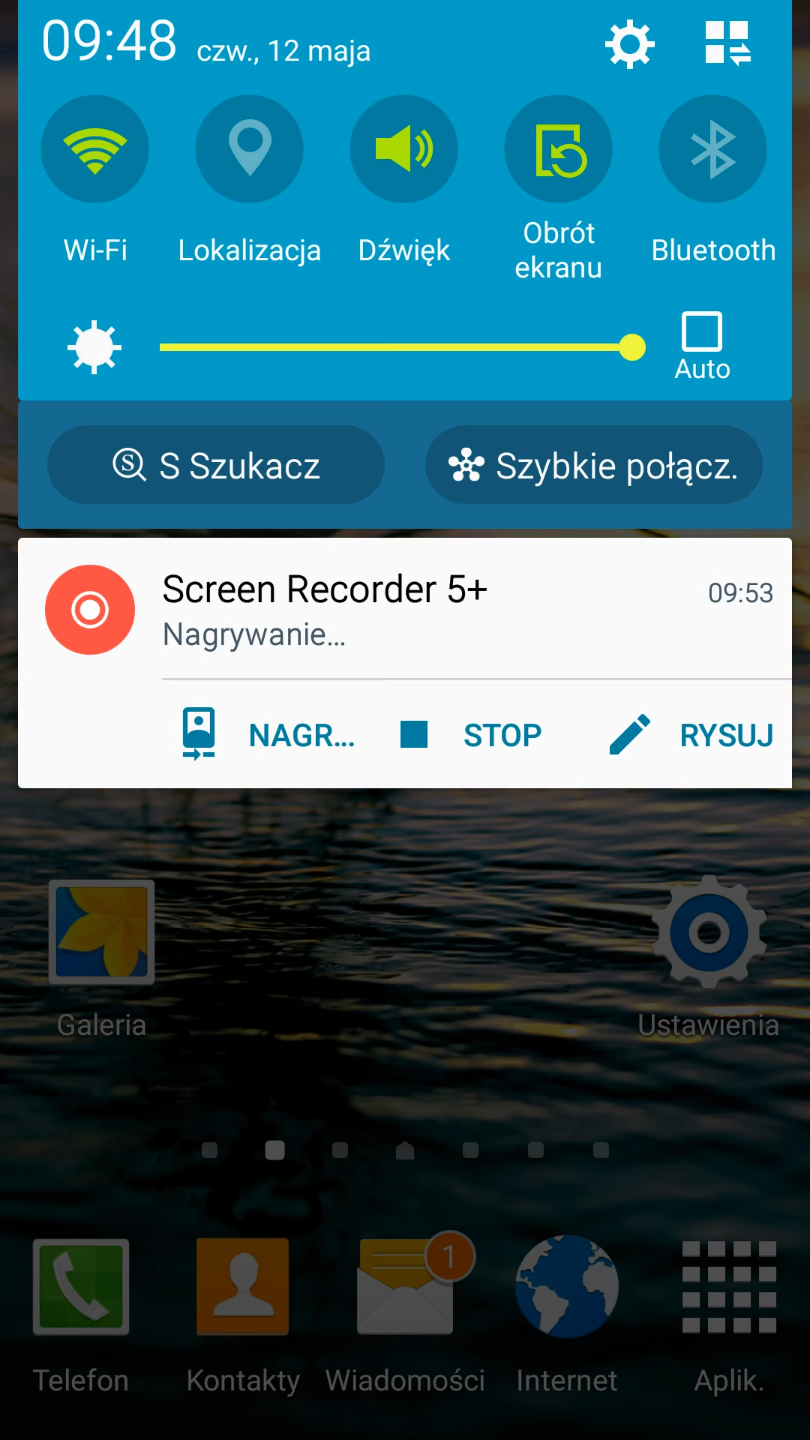 09:48 czw., 12 maja
Wi-Fi
Lokalizacja
Dźwięk
Obrót
ekranu
Bluetooth
Auto
S Szukacz
Szybkie połącz.
Screen Recorder 5+
09:53
Nagrywanie...
NAGR...
STOP
RYSUJ
Galeria
Ustawienia
1
Telefon
Kontakty
Wiadomości
Internet
Aplik.